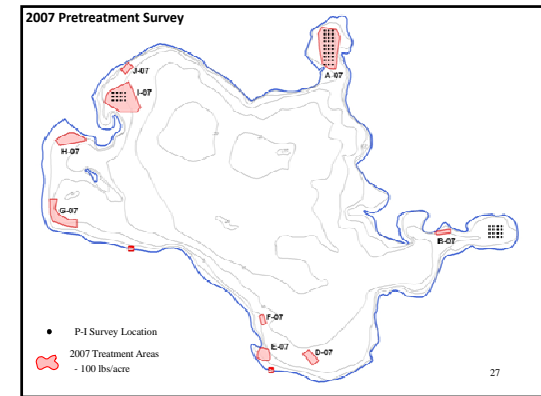 2007 Pretreatment Survey
J-07
A-07
I-07
H-07
G-07
B-07
F-07
E-07
D-07
P-I Survey Location
2007 Treatment Areas
- 100 lbs/acre
27